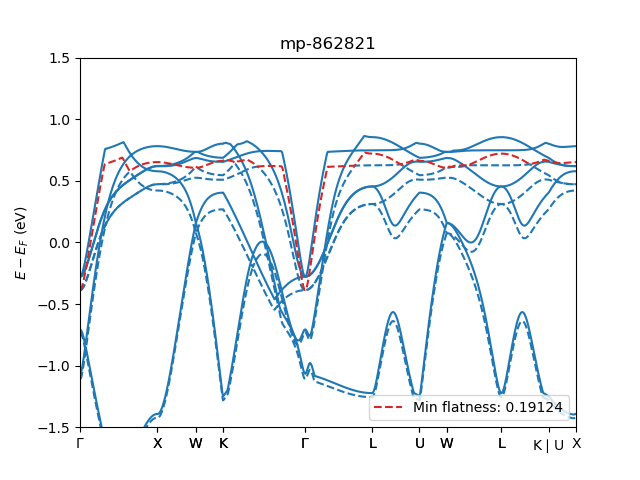 mp-862821
E − E_F (eV)
1.5
1.0
0.5
0.0
−0.5
−1.0
−1.5
Min flatness: 0.19124
Γ X W K Γ L U W L K | U X